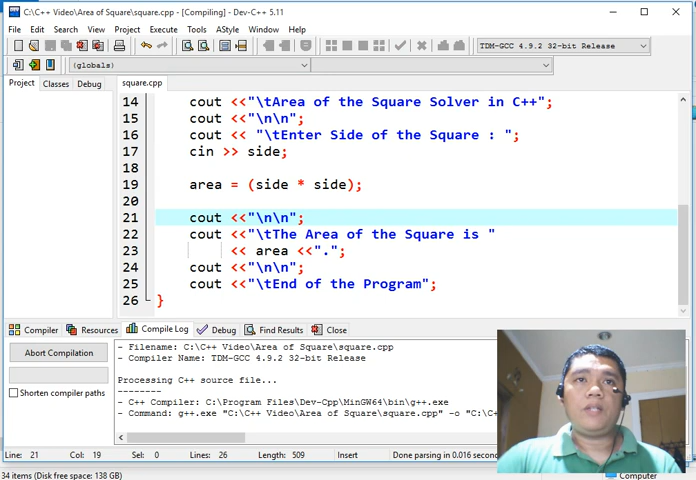 C:\C++ Video\Area of Square\square.cpp - [Compiling] - Dev-C++ 5.11
File Edit Search View Project Execute Tools AStyle Window Help
TDM-GCC 4.9.2 32-bit Release
(globals)
Project Classes Debug
square.cpp
14 cout <<"\tArea of the Square Solver in C++";
15 cout <<"\n\n";
16 cout << "\tEnter Side of the Square : ";
17 cin >> side;
18
19 area = (side * side);
20
21 cout <<"\n\n";
22 cout <<"\tThe Area of the Square is "
23 << area <<".";
24 cout <<"\n\n";
25 cout <<"\tEnd of the Program";
26 }
Compiler Resources Compile Log Debug Find Results Close
Abort Compilation
Shorten compiler paths
- Filename: C:\C++ Video\Area of Square\square.cpp
- Compiler Name: TDM-GCC 4.9.2 32-bit Release
Processing C++ source file...
--------
- C++ Compiler: C:\Program Files\Dev-Cpp\MinGW64\bin\g++.exe
- Command: g++.exe "C:\C++ Video\Area of Square\square.cpp" -o "C:\C
Line: 21 Col: 19 Sel: 0 Lines: 26 Length: 509 Insert Done parsing in 0.016 seconds
34 items (Disk free space: 138 GB)
Computer